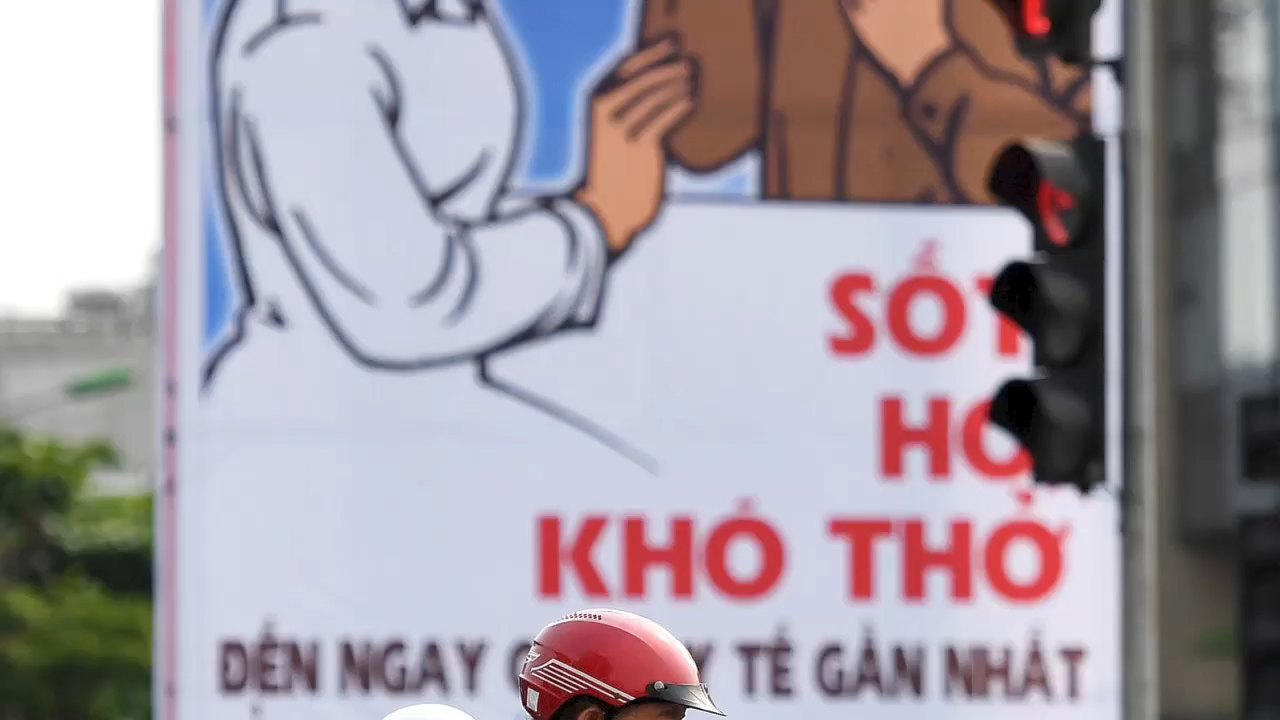 SỐT
HO
KHÓ THỞ
ĐẾN NGAY Y TẾ GẦN NHẤT